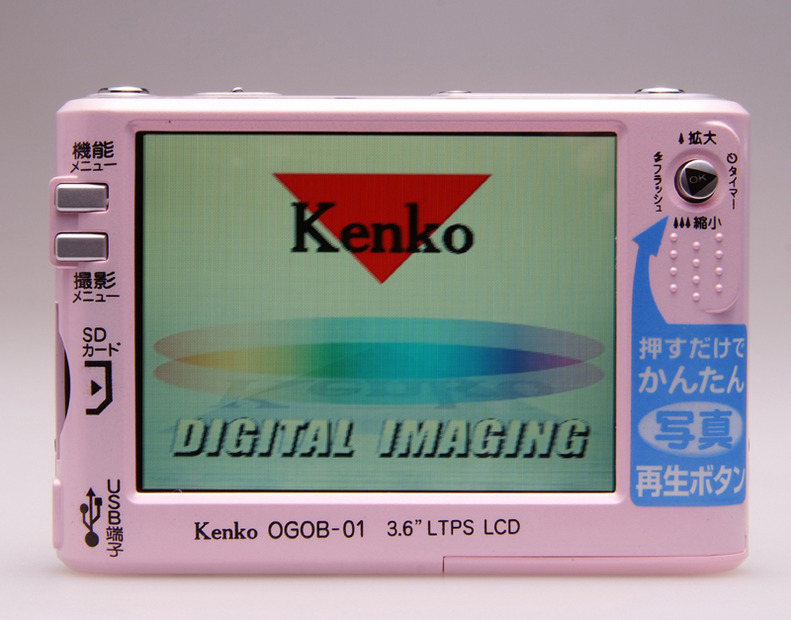 機能
メニュー
撮影
メニュー
SD
カード
USB端子
Kenko
DIGITAL IMAGING
Kenko OGOB-01 3.6" LTPS LCD
拡大
フラッシュ
OK
タイマー
縮小
押すだけで
かんたん
写真
再生ボタン